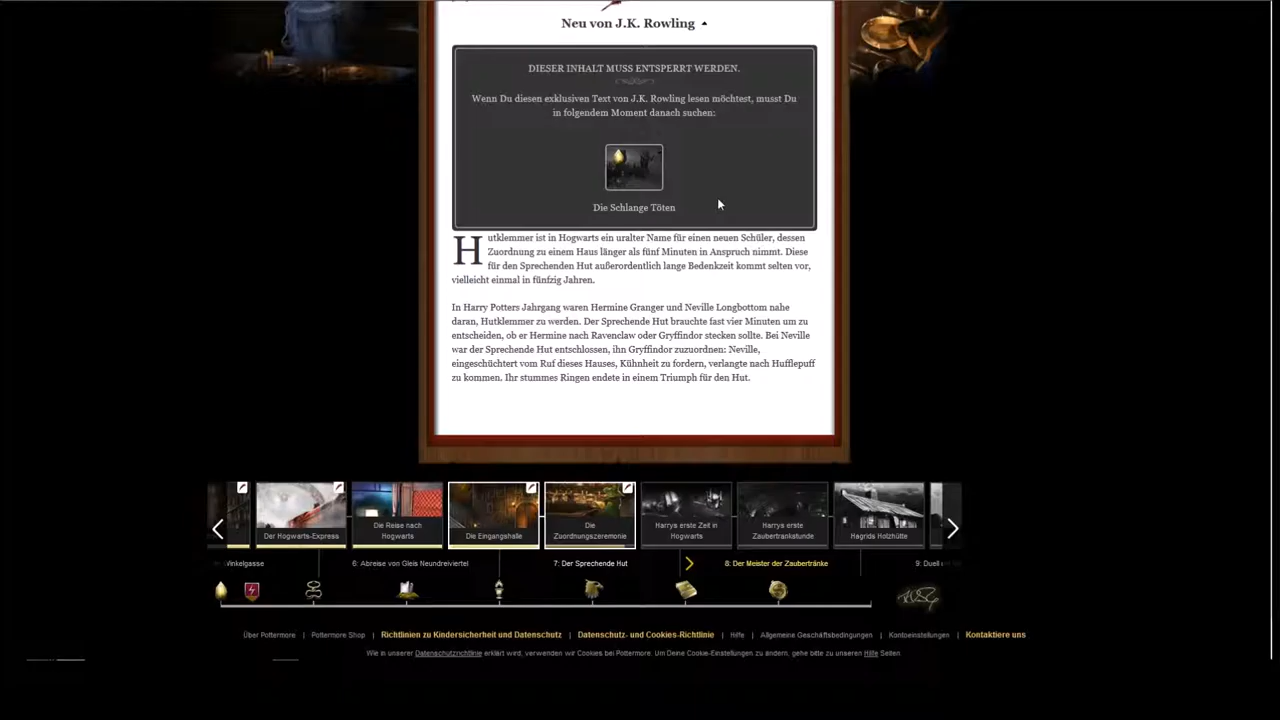 Neu von J.K. Rowling
DIESER INHALT MUSS ENTSPERRT WERDEN.
Wenn Du diesen exklusiven Text von J.K. Rowling lesen möchtest, musst Du
in folgendem Moment danach suchen:
Die Schlange Töten
Hutklemmer ist in Hogwarts ein uralter Name für einen neuen Schüler, dessen
Zuordnung zu einem Haus länger als fünf Minuten in Anspruch nimmt. Diese
für den Sprechenden Hut außerordentlich lange Bedenkzeit kommt selten vor,
vielleicht einmal in fünfzig Jahren.
In Harry Potters Jahrgang waren Hermine Granger und Neville Longbottom nahe
daran, Hutklemmer zu werden. Der Sprechende Hut brauchte fast vier Minuten um zu
entscheiden, ob er Hermine nach Ravenclaw oder Gryffindor stecken sollte. Bei Neville
war der Sprechende Hut entschlossen, ihn Gryffindor zuzuordnen: Neville,
eingeschüchtert vom Ruf dieses Hauses, Kühnheit zu fordern, verlangte nach Hufflepuff
zu kommen. Ihr stummes Ringen endete in einem Triumph für den Hut.
Der Hogwarts-Express
Die Reise nach
Hogwarts
Die Eingangshalle
Die
Zuordnungszeremonie
Harrys erste Zeit in
Hogwarts
Harrys erste
Zaubertrankstunde
Hagrids Holzhütte
Winkelgasse
6: Abreise von Gleis Neundreiviertel
7: Der Sprechende Hut
8: Der Meister der Zaubertränke
9: Duell
Über Pottermore | Pottermore Shop | Richtlinien zu Kindersicherheit und Datenschutz | Datenschutz- und Cookies-Richtlinie | Hilfe | Allgemeine Geschäftsbedingungen | Kontoeinstellungen | Kontaktiere uns
Wie in unserer Datenschutzrichtlinie erklärt wird, verwenden wir Cookies bei Pottermore. Um Deine Cookie-Einstellungen zu ändern, gehe bitte zu unseren Hilfe Seiten